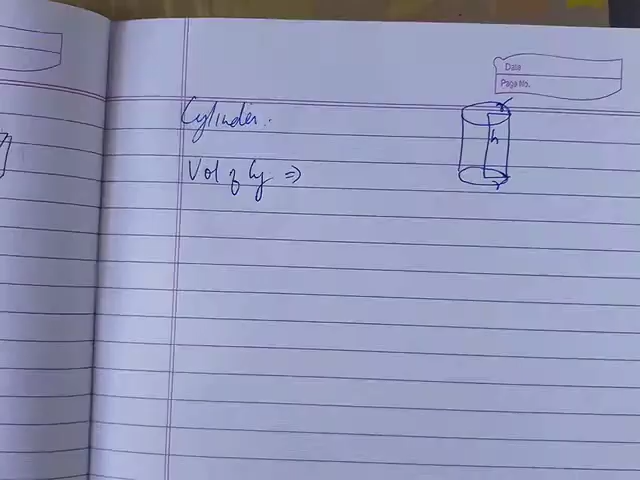 Date
Page No.
Cylinder :
h
Vol of Cy ⇒